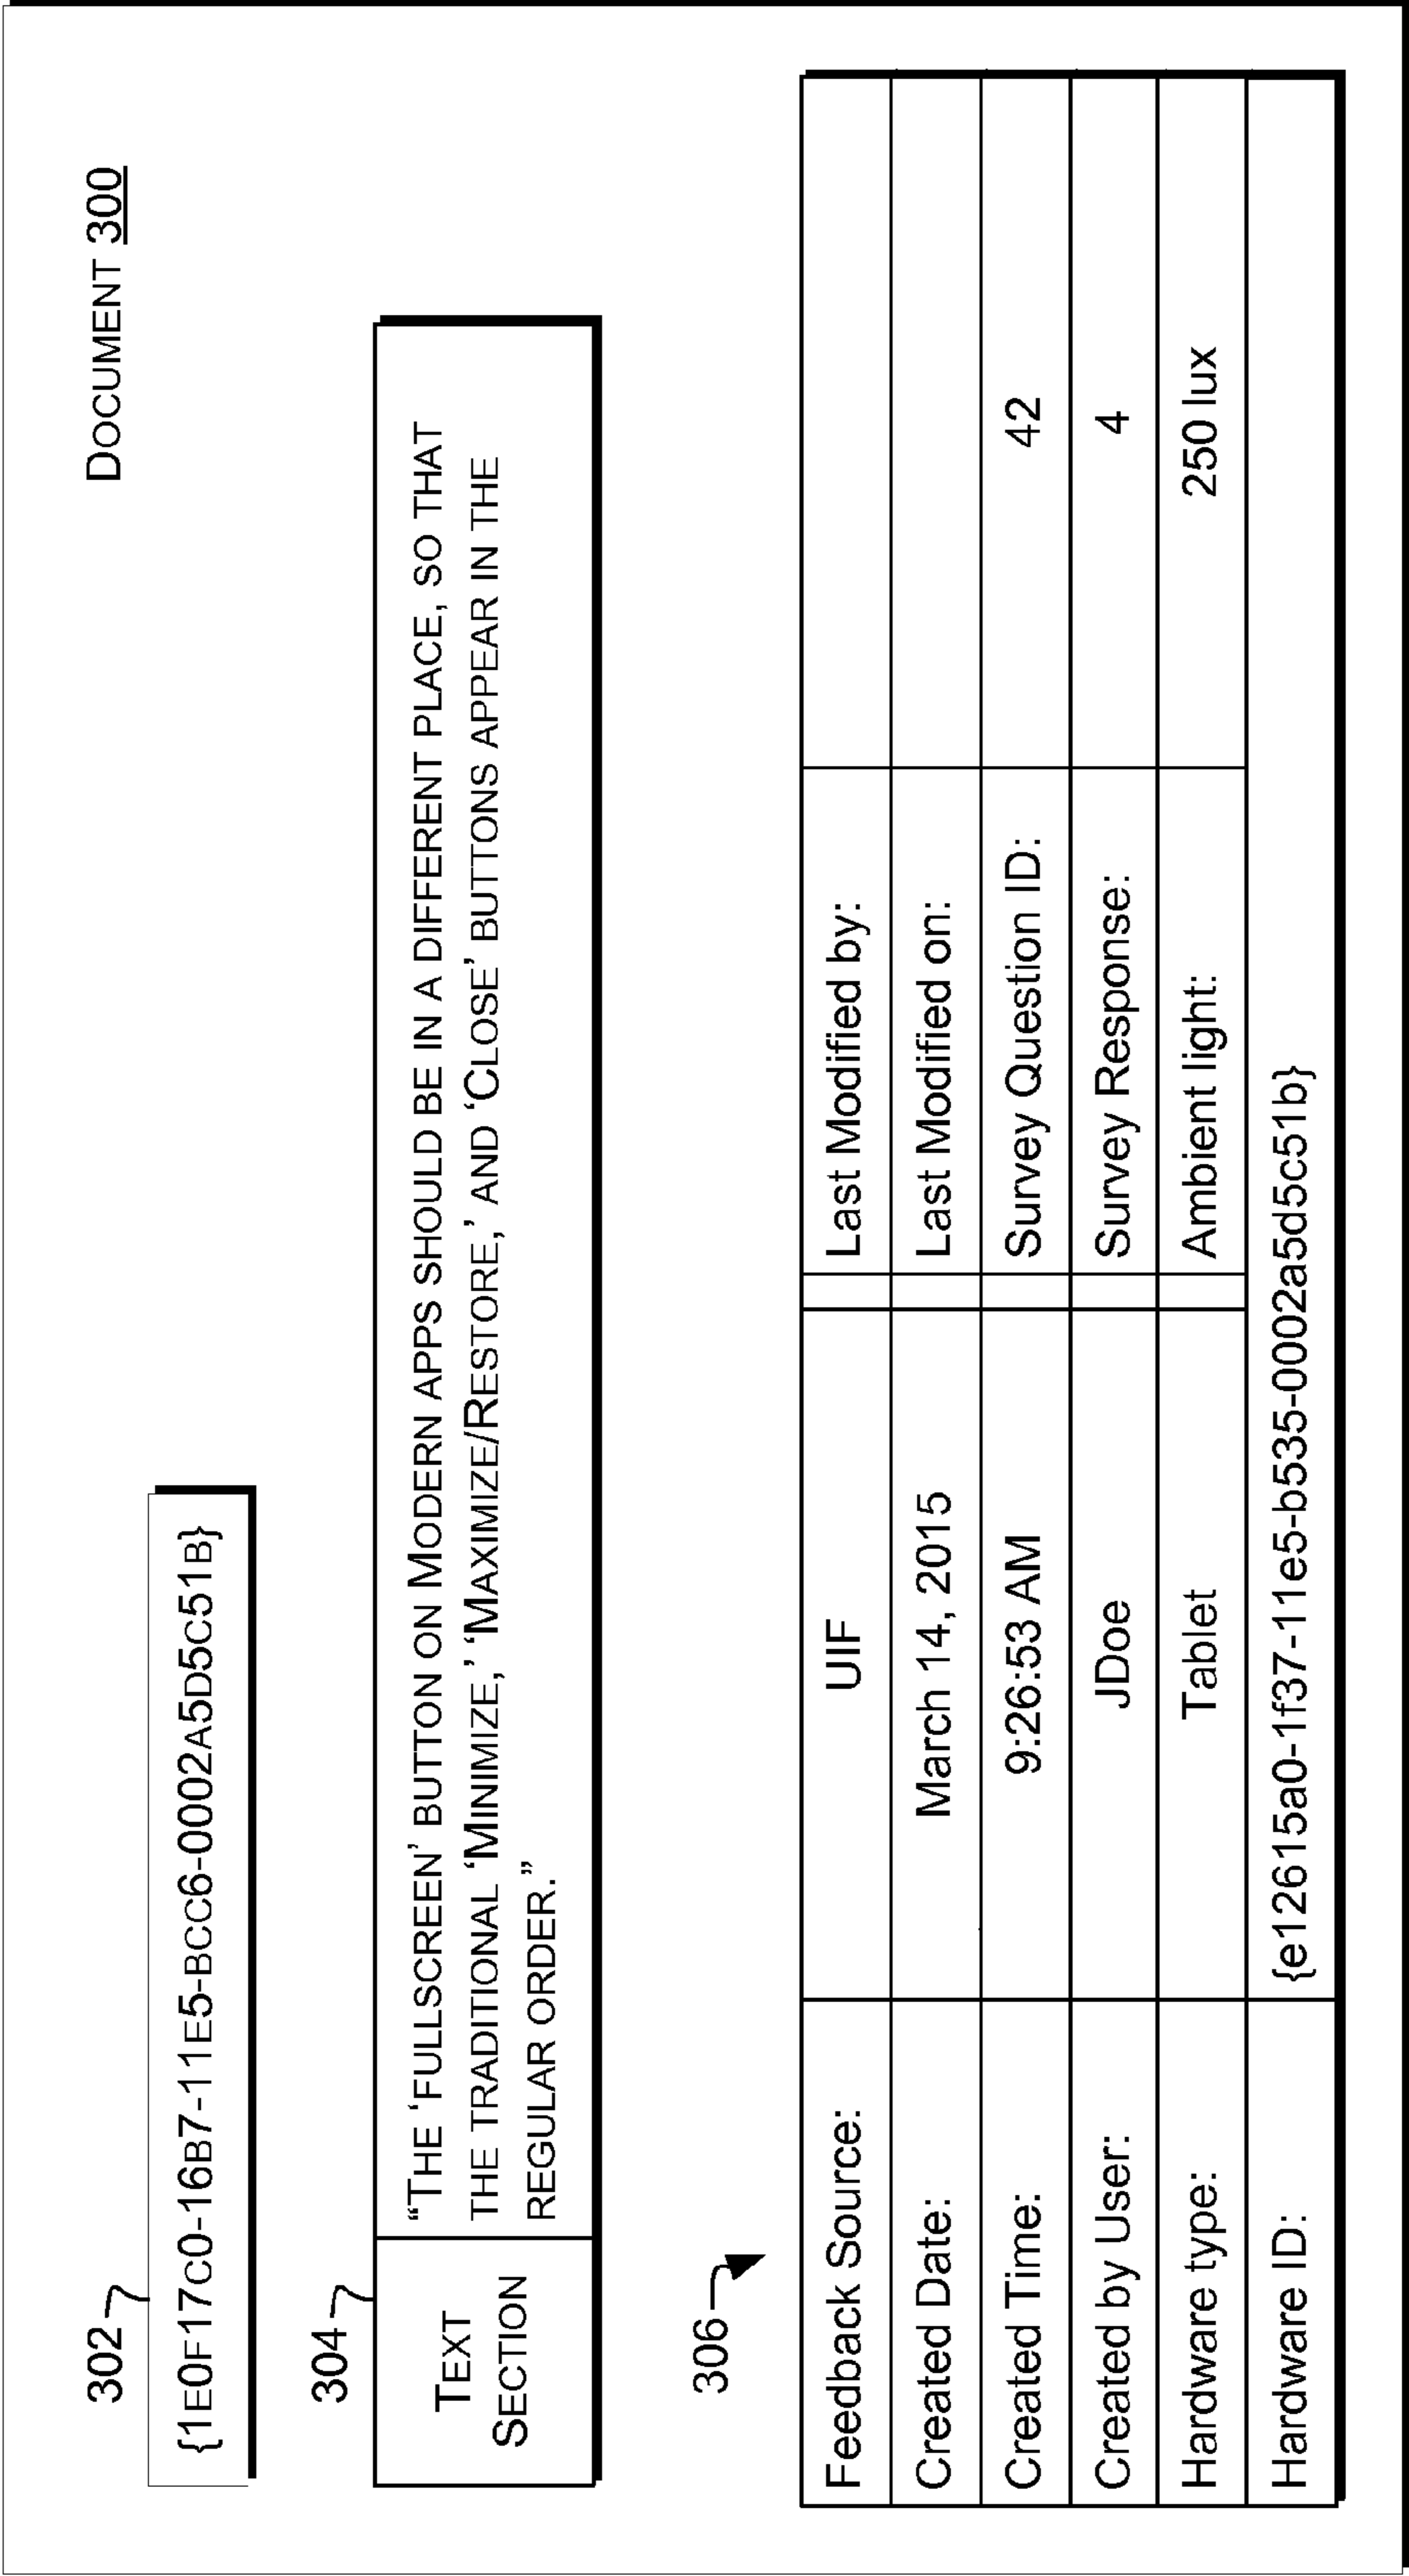 DOCUMENT 300
302
{1E0F17C0-16B7-11E5-BCC6-0002A5D5C51B}
304
TEXT
SECTION
“THE ‘FULLSCREEN’ BUTTON ON MODERN APPS SHOULD BE IN A DIFFERENT PLACE, SO THAT
THE TRADITIONAL ‘MINIMIZE,’ ‘MAXIMIZE/RESTORE,’ AND ‘CLOSE’ BUTTONS APPEAR IN THE
REGULAR ORDER.”
306
Feedback Source: UIF Last Modified by:
Created Date: March 14, 2015 Last Modified on:
Created Time: 9:26:53 AM Survey Question ID: 42
Created by User: JDoe Survey Response: 4
Hardware type: Tablet Ambient light: 250 lux
Hardware ID: {e12615a0-1f37-11e5-b535-0002a5d5c51b}